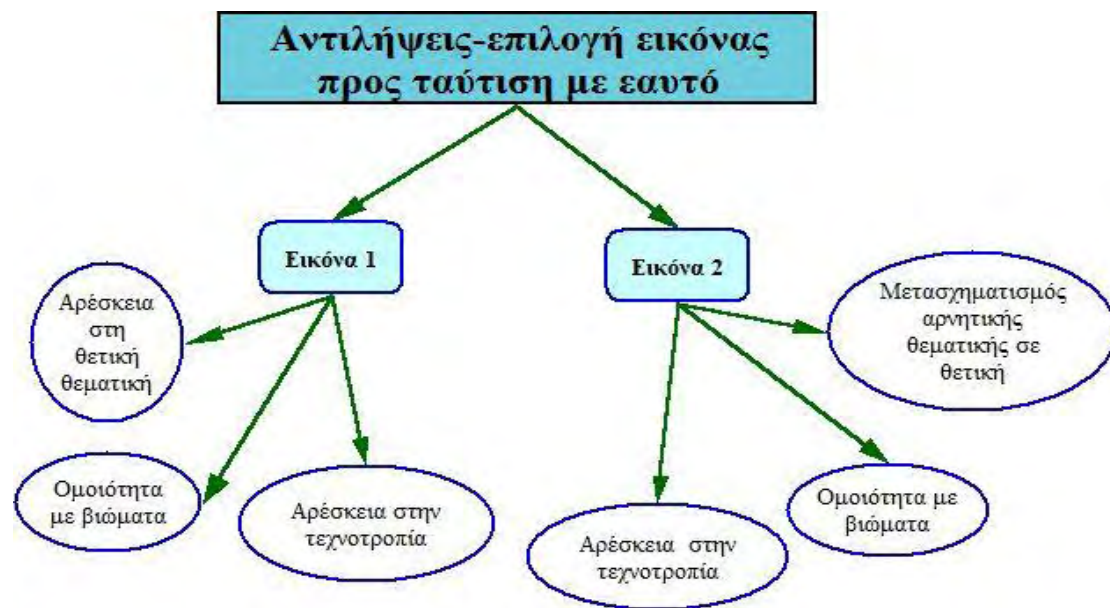 Αντιλήψεις-επιλογή εικόνας
προς ταύτιση με εαυτό
Εικόνα 1
Εικόνα 2
Αρέσκεια
στη
θετική
θεματική
Ομοιότητα
με βιώματα
Αρέσκεια στην
τεχνοτροπία
Αρέσκεια στην
τεχνοτροπία
Ομοιότητα με
βιώματα
Μετασχηματισμός
αρνητικής
θεματικής σε
θετική